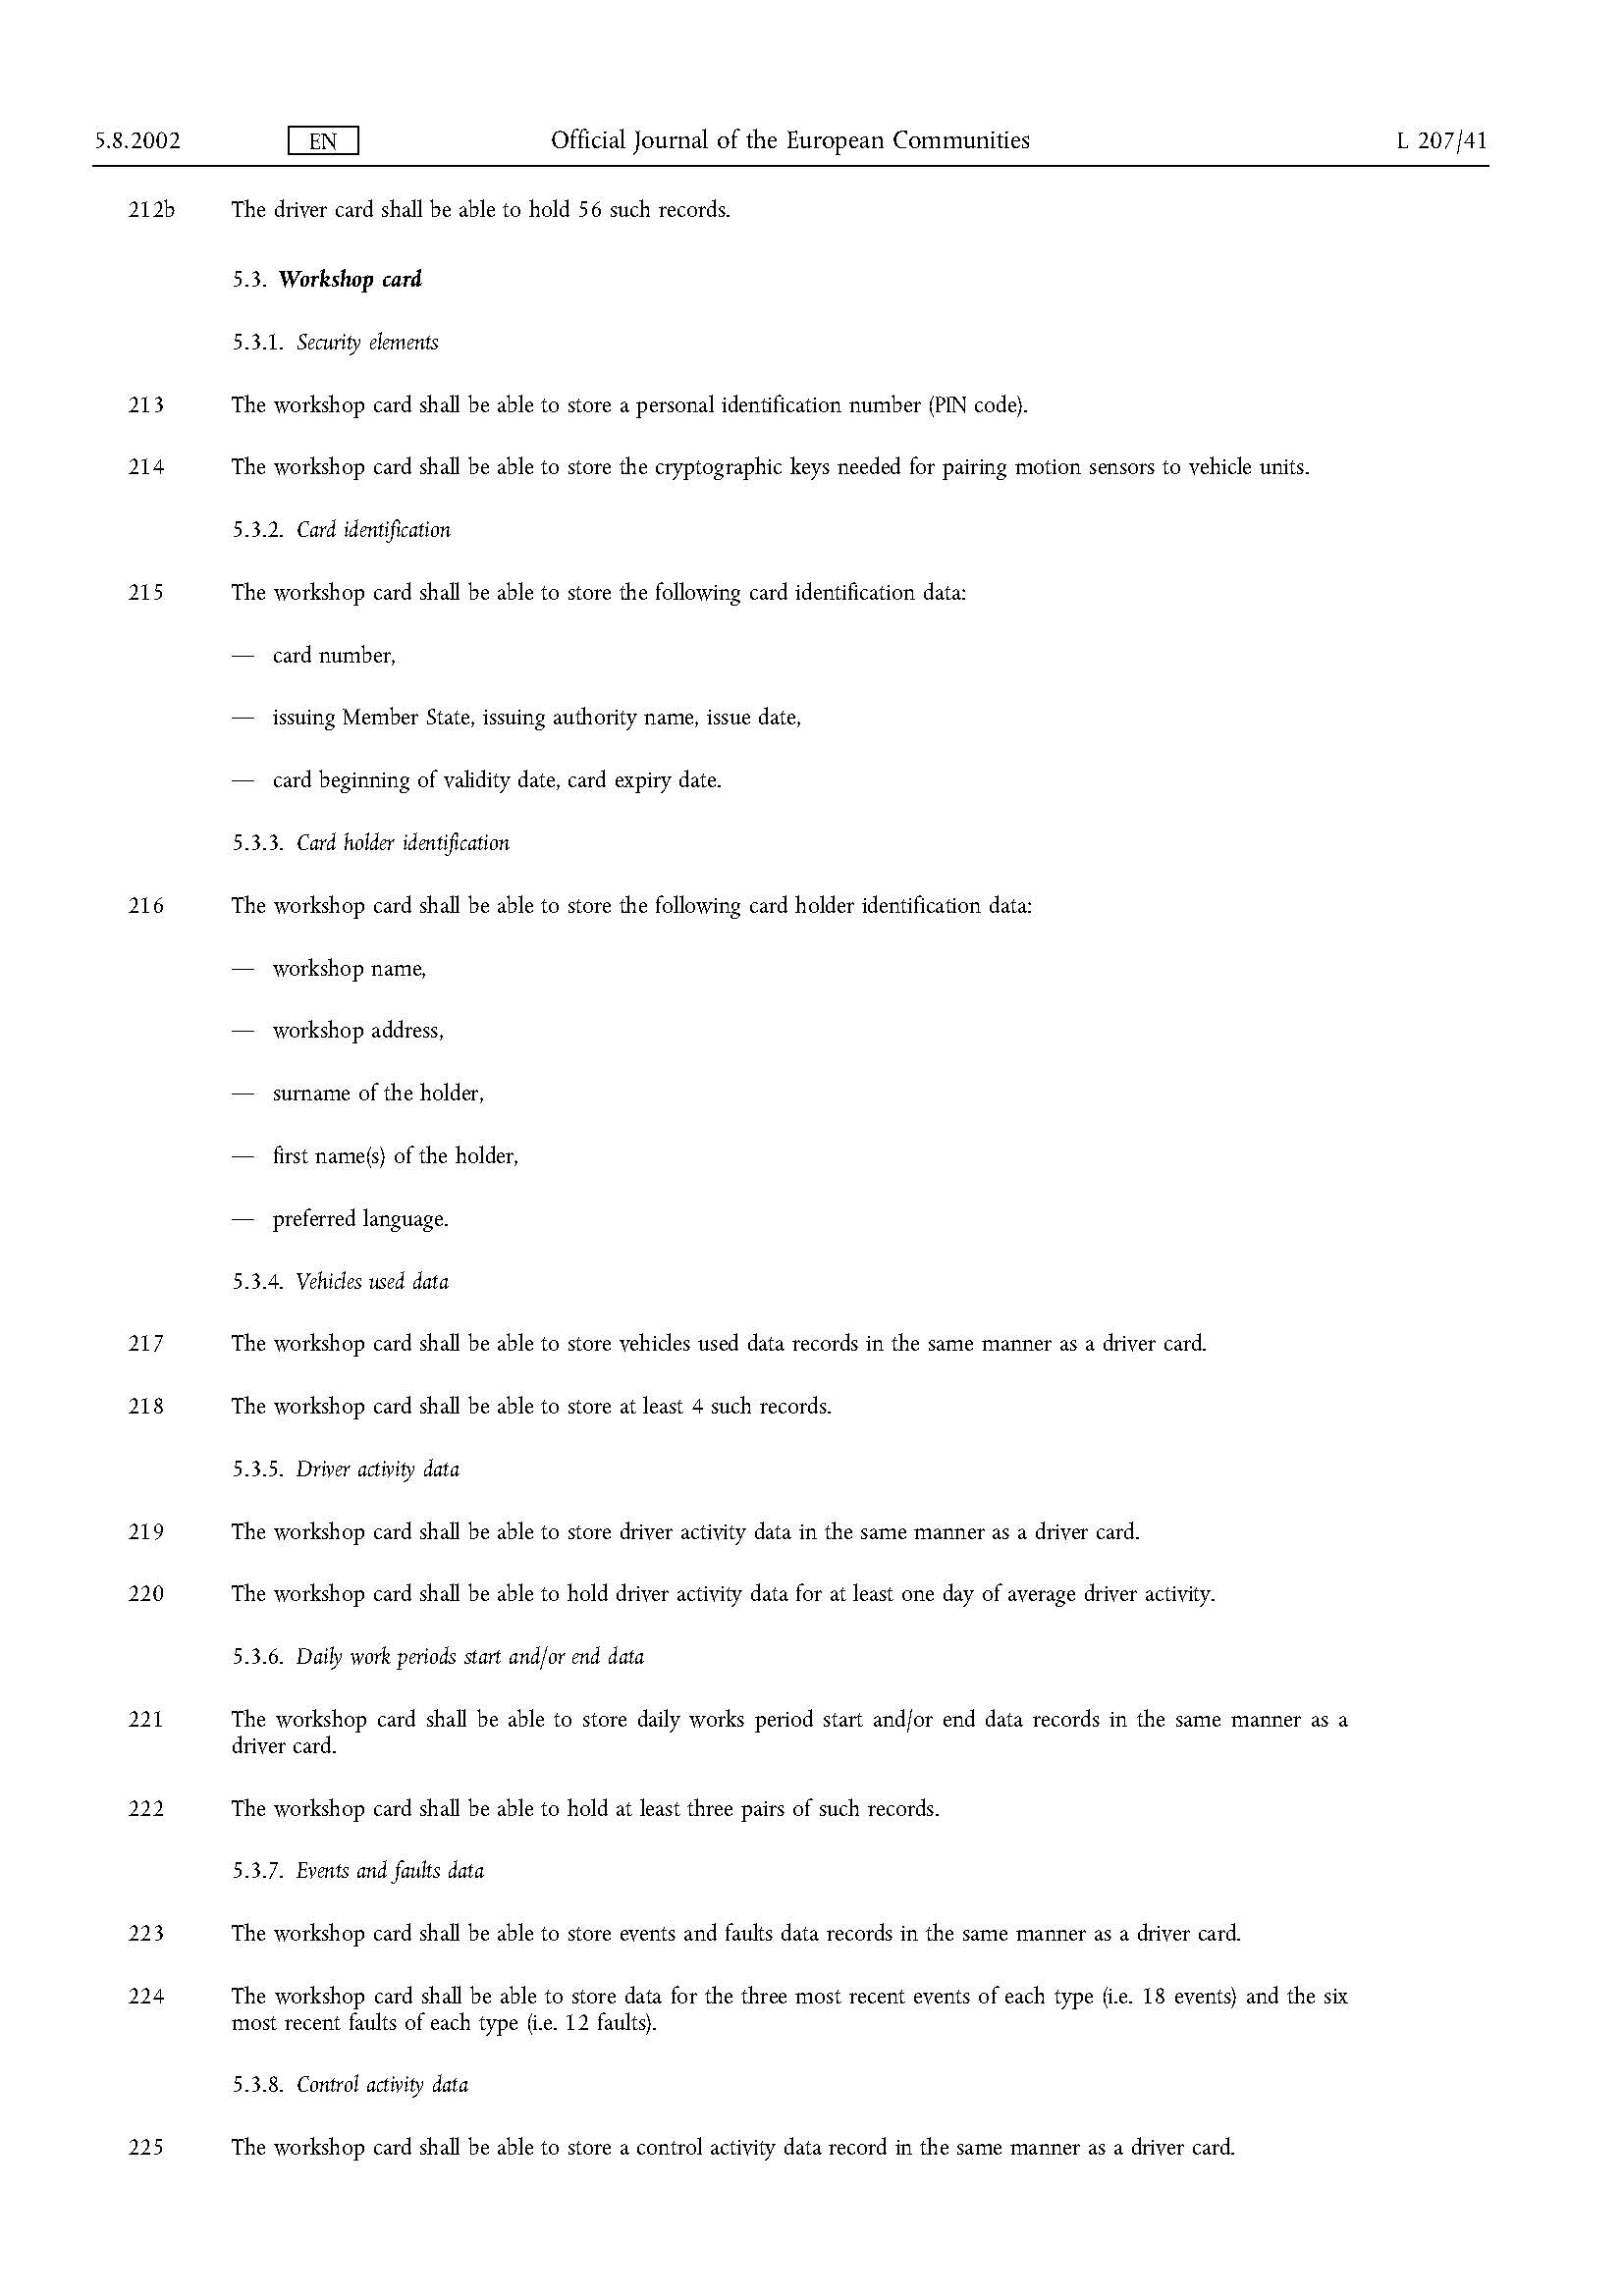 5.8.2002 EN Official Journal of the European Communities L 207/41
212b The driver card shall be able to hold 56 such records.
5.3. Workshop card
5.3.1. Security elements
213 The workshop card shall be able to store a personal identification number (PIN code).
214 The workshop card shall be able to store the cryptographic keys needed for pairing motion sensors to vehicle units.
5.3.2. Card identification
215 The workshop card shall be able to store the following card identification data:
— card number,
— issuing Member State, issuing authority name, issue date,
— card beginning of validity date, card expiry date.
5.3.3. Card holder identification
216 The workshop card shall be able to store the following card holder identification data:
— workshop name,
— workshop address,
— surname of the holder,
— first name(s) of the holder,
— preferred language.
5.3.4. Vehicles used data
217 The workshop card shall be able to store vehicles used data records in the same manner as a driver card.
218 The workshop card shall be able to store at least 4 such records.
5.3.5. Driver activity data
219 The workshop card shall be able to store driver activity data in the same manner as a driver card.
220 The workshop card shall be able to hold driver activity data for at least one day of average driver activity.
5.3.6. Daily work periods start and/or end data
221 The workshop card shall be able to store daily works period start and/or end data records in the same manner as a
driver card.
222 The workshop card shall be able to hold at least three pairs of such records.
5.3.7. Events and faults data
223 The workshop card shall be able to store events and faults data records in the same manner as a driver card.
224 The workshop card shall be able to store data for the three most recent events of each type (i.e. 18 events) and the six
most recent faults of each type (i.e. 12 faults).
5.3.8. Control activity data
225 The workshop card shall be able to store a control activity data record in the same manner as a driver card.